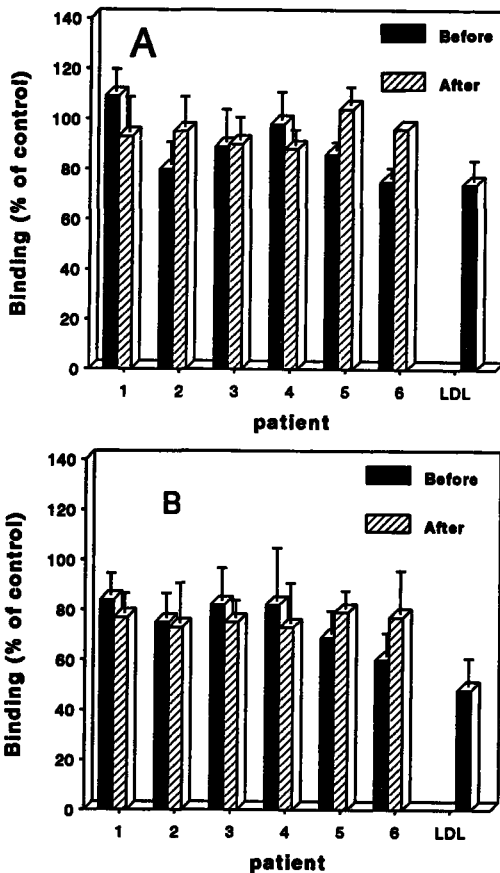 A
Before
After
Binding (% of control)
140
120
100
80
60
40
20
0
1 2 3 4 5 6 LDL
patient
B
Before
After
Binding (% of control)
140
120
100
80
60
40
20
0
1 2 3 4 5 6 LDL
patient